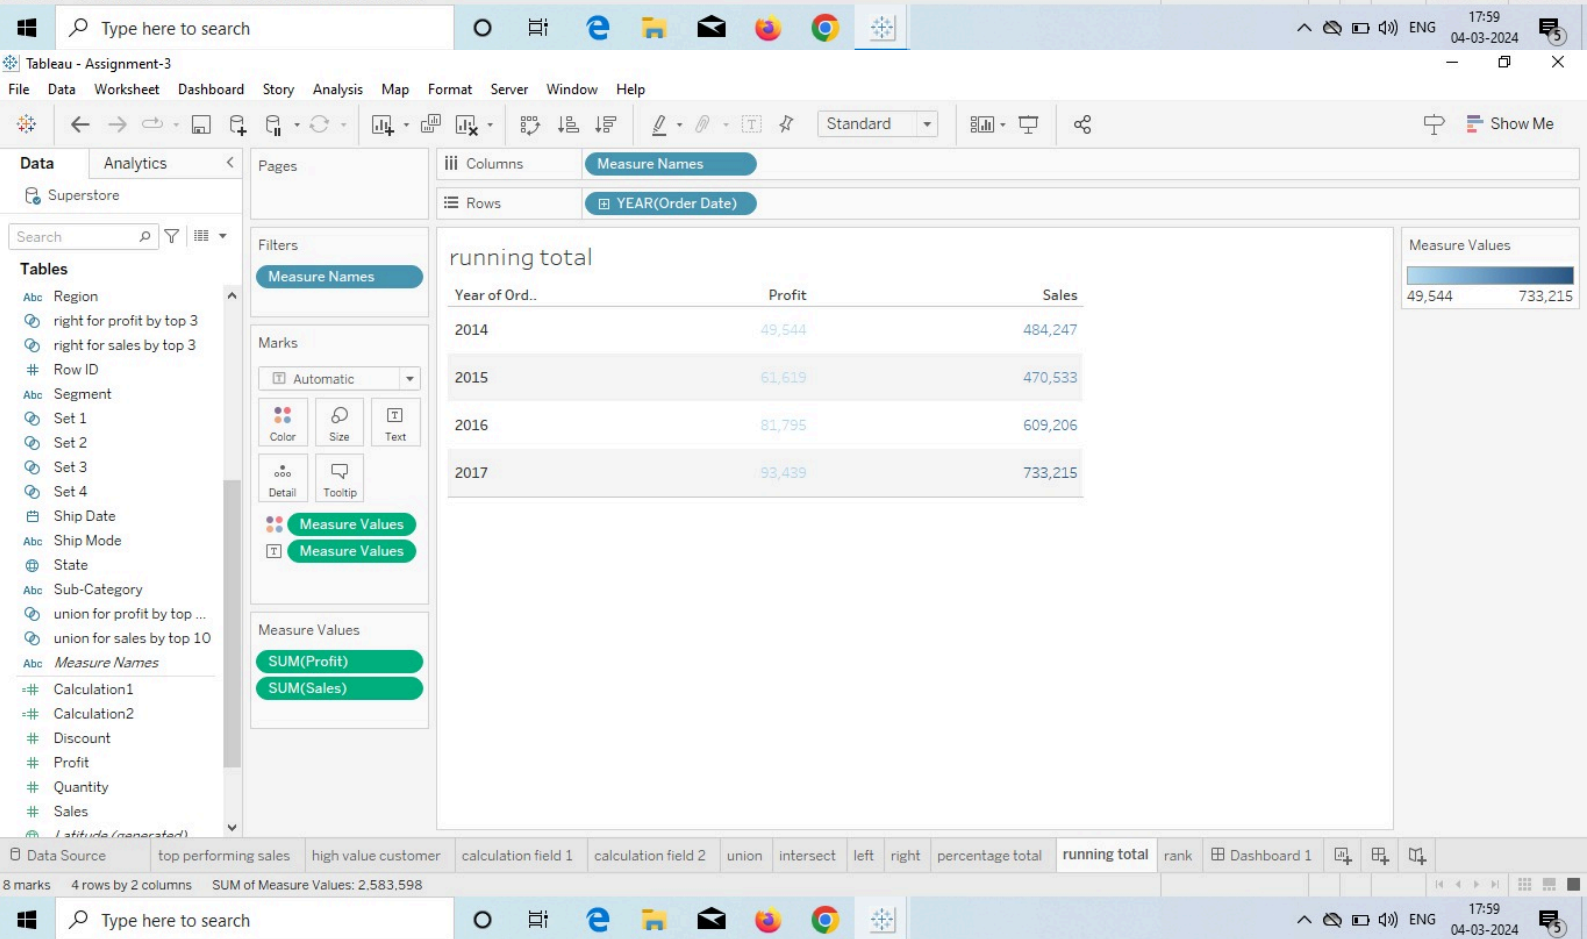 Type here to search
ENG
17:59
04-03-2024
5
Tableau - Assignment-3
File Data Worksheet Dashboard Story Analysis Map Format Server Window Help
Standard
Show Me
Data Analytics
Superstore
Search
Tables
Abc Region
right for profit by top 3
right for sales by top 3
# Row ID
Abc Segment
Set 1
Set 2
Set 3
Set 4
Ship Date
Abc Ship Mode
State
Abc Sub-Category
union for profit by top ...
union for sales by top 10
Abc Measure Names
=# Calculation1
=# Calculation2
# Discount
# Profit
# Quantity
# Sales
Latitude (generated)
Pages
Filters
Measure Names
Marks
T Automatic
Color Size Text
Detail Tooltip
Measure Values
T Measure Values
Measure Values
SUM(Profit)
SUM(Sales)
Columns Measure Names
Rows YEAR(Order Date)
running total
Year of Ord.. Profit Sales
2014 49,544 484,247
2015 61,619 470,533
2016 81,795 609,206
2017 93,439 733,215
Measure Values
49,544 733,215
Data Source top performing sales high value customer calculation field 1 calculation field 2 union intersect left right percentage total running total rank Dashboard 1
8 marks 4 rows by 2 columns SUM of Measure Values: 2,583,598
Type here to search
ENG
17:59
04-03-2024
5